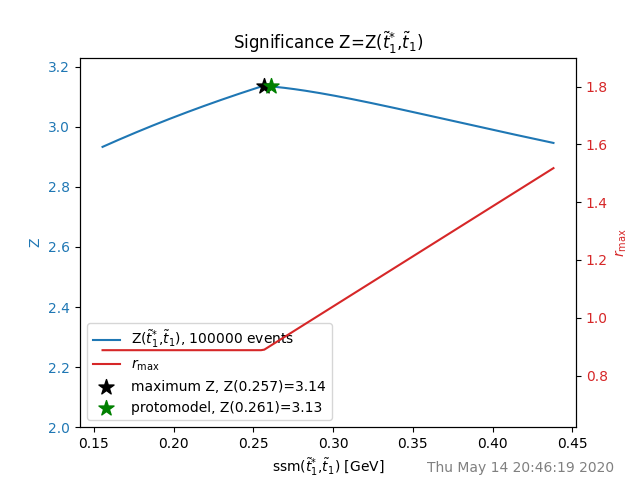 Significance Z=Z(t̃₁*,t̃₁)
3.2
3.0
2.8
2.6
2.4
2.2
2.0
Z
1.8
1.6
1.4
1.2
1.0
0.8
r_max
Z(t̃₁*,t̃₁), 100000 events
r_max
maximum Z, Z(0.257)=3.14
protomodel, Z(0.261)=3.13
0.15 0.20 0.25 0.30 0.35 0.40 0.45
ssm(t̃₁*,t̃₁) [GeV]
Thu May 14 20:46:19 2020